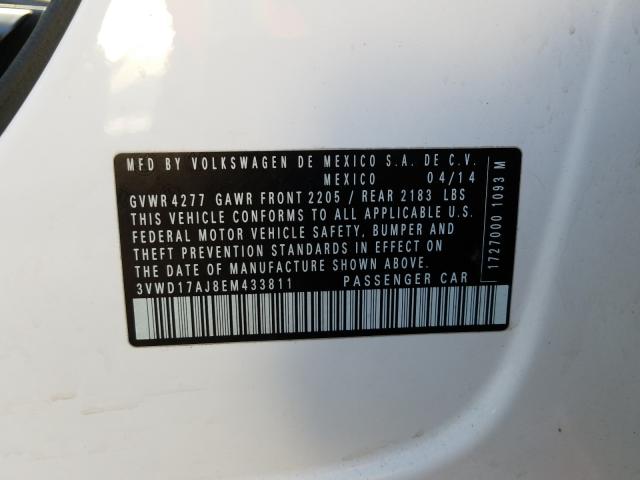 MFD BY VOLKSWAGEN DE MEXICO S.A. DE C.V.
MEXICO 04/14
GVWR 4277 GAWR FRONT 2205 / REAR 2183 LBS
THIS VEHICLE CONFORMS TO ALL APPLICABLE U.S.
FEDERAL MOTOR VEHICLE SAFETY, BUMPER AND
THEFT PREVENTION STANDARDS IN EFFECT ON
THE DATE OF MANUFACTURE SHOWN ABOVE.
3VWD17AJ8EM433811 PASSENGER CAR
1727000 1093 M